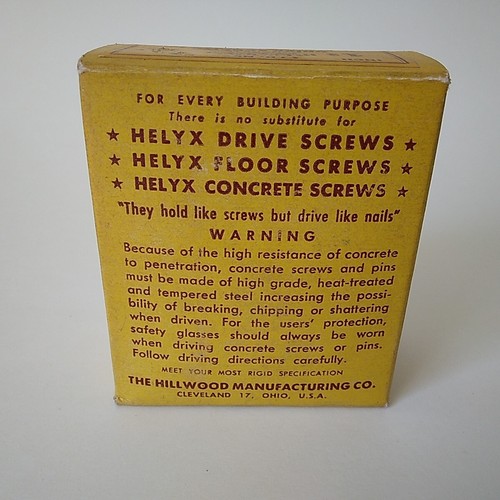 FOR EVERY BUILDING PURPOSE
There is no substitute for
★ HELYX DRIVE SCREWS ★
★ HELYX FLOOR SCREWS ★
★ HELYX CONCRETE SCREWS ★
"They hold like screws but drive like nails"
WARNING
Because of the high resistance of concrete
to penetration, concrete screws and pins
must be made of high grade, heat-treated
and tempered steel increasing the possi-
bility of breaking, chipping or shattering
when driven. For the users' protection,
safety glasses should always be worn
when driving concrete screws or pins.
Follow driving directions carefully.
MEET YOUR MOST RIGID SPECIFICATION
THE HILLWOOD MANUFACTURING CO.
CLEVELAND 17, OHIO, U.S.A.